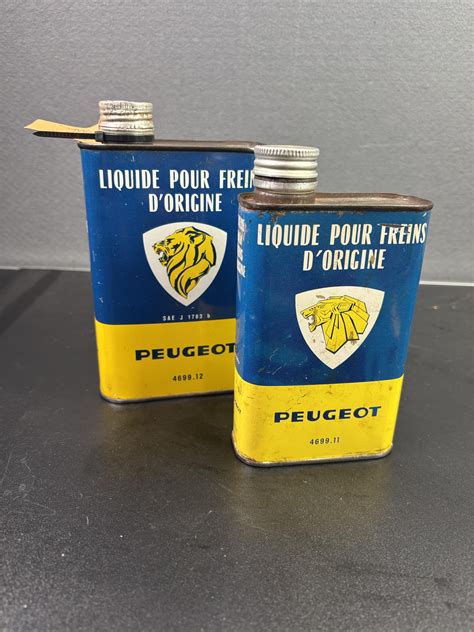 LIQUIDE POUR FREINS
D'ORIGINE
SAE J 1703 b
PEUGEOT
4699.12
LIQUIDE POUR FREINS
D'ORIGINE
PEUGEOT
4699.11